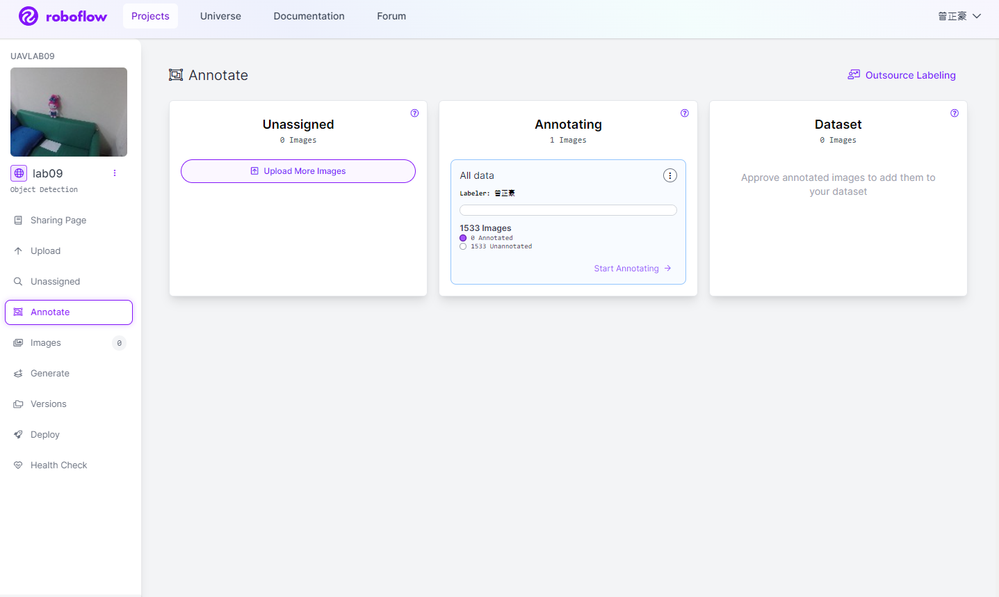 roboflow
Projects
Universe
Documentation
Forum
曾正豪
UAVLAB09
lab09
Object Detection
Sharing Page
Upload
Unassigned
Annotate
Images
0
Generate
Versions
Deploy
Health Check
Annotate
Outsource Labeling
Unassigned
0 Images
Upload More Images
Annotating
1 Images
All data
Labeler: 曾正豪
1533 Images
0 Annotated
1533 Unannotated
Start Annotating
Dataset
0 Images
Approve annotated images to add them to
your dataset